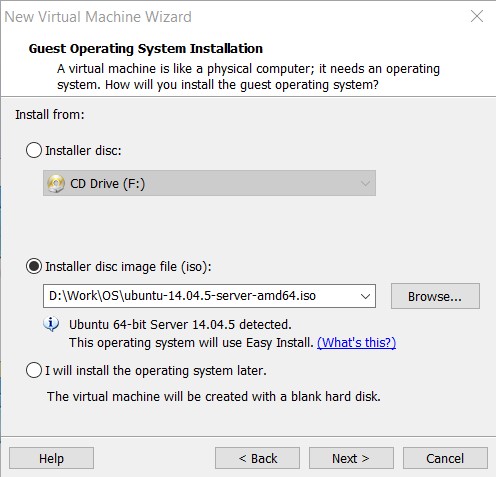 New Virtual Machine Wizard
Guest Operating System Installation
A virtual machine is like a physical computer; it needs an operating
system. How will you install the guest operating system?
Install from:
Installer disc:
CD Drive (F:)
Installer disc image file (iso):
D:\Work\OS\ubuntu-14.04.5-server-amd64.iso
Browse...
Ubuntu 64-bit Server 14.04.5 detected.
This operating system will use Easy Install. (What's this?)
I will install the operating system later.
The virtual machine will be created with a blank hard disk.
Help
< Back
Next >
Cancel